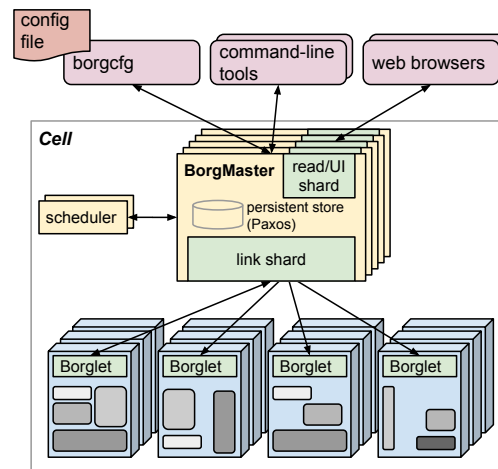 config
file
borgcfg
command-line
tools
web browsers
Cell
BorgMaster
read/UI
shard
persistent store
(Paxos)
scheduler
link shard
Borglet
Borglet
Borglet
Borglet